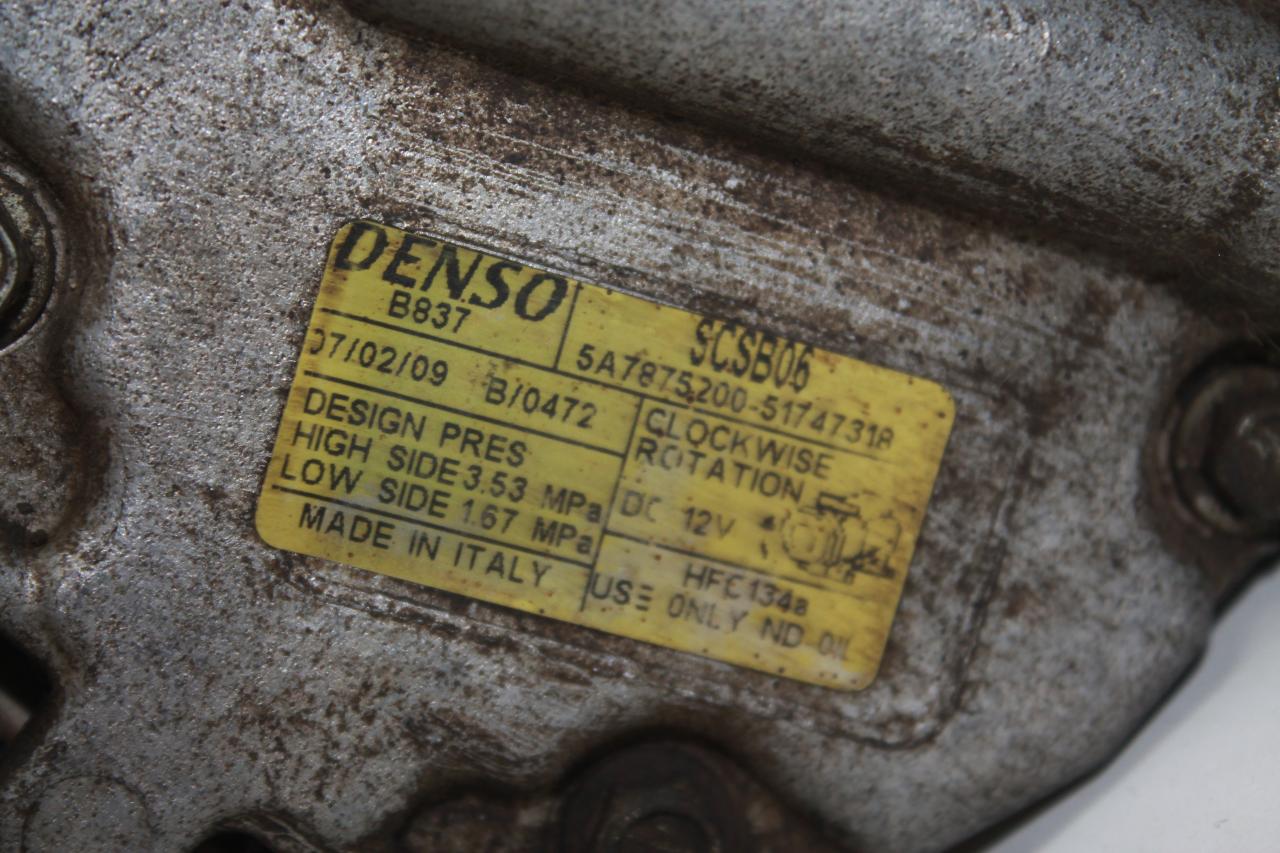 DENSO
B837
SCSB06
5A7875200-5174731R
07/02/09 B/0472
DESIGN PRES
HIGH SIDE 3.53 MPa
LOW SIDE 1.67 MPa
MADE IN ITALY
CLOCKWISE
ROTATION
DC 12V
HFC134a
USE ONLY ND-OIL